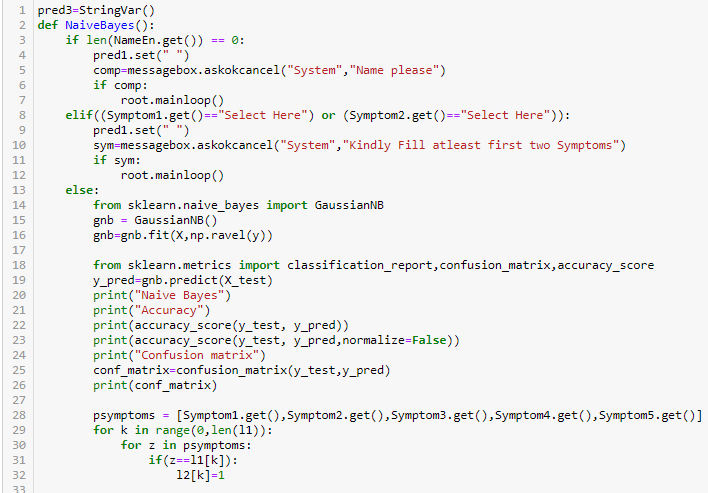 1 pred3=StringVar()
2 def NaiveBayes():
3     if len(NameEn.get()) == 0:
4         pred1.set(" ")
5         comp=messagebox.askokcancel("System","Name please")
6         if comp:
7             root.mainloop()
8     elif((Symptom1.get()=="Select Here") or (Symptom2.get()=="Select Here")):
9         pred1.set(" ")
10         sym=messagebox.askokcancel("System","Kindly Fill atleast first two Symptoms")
11         if sym:
12             root.mainloop()
13     else:
14         from sklearn.naive_bayes import GaussianNB
15         gnb = GaussianNB()
16         gnb=gnb.fit(X,np.ravel(y))
17
18         from sklearn.metrics import classification_report,confusion_matrix,accuracy_score
19         y_pred=gnb.predict(X_test)
20         print("Naive Bayes")
21         print("Accuracy")
22         print(accuracy_score(y_test, y_pred))
23         print(accuracy_score(y_test, y_pred,normalize=False))
24         print("Confusion matrix")
25         conf_matrix=confusion_matrix(y_test,y_pred)
26         print(conf_matrix)
27
28         psymptoms = [Symptom1.get(),Symptom2.get(),Symptom3.get(),Symptom4.get(),Symptom5.get()]
29         for k in range(0,len(l1)):
30             for z in psymptoms:
31                 if(z==l1[k]):
32                     l2[k]=1
33